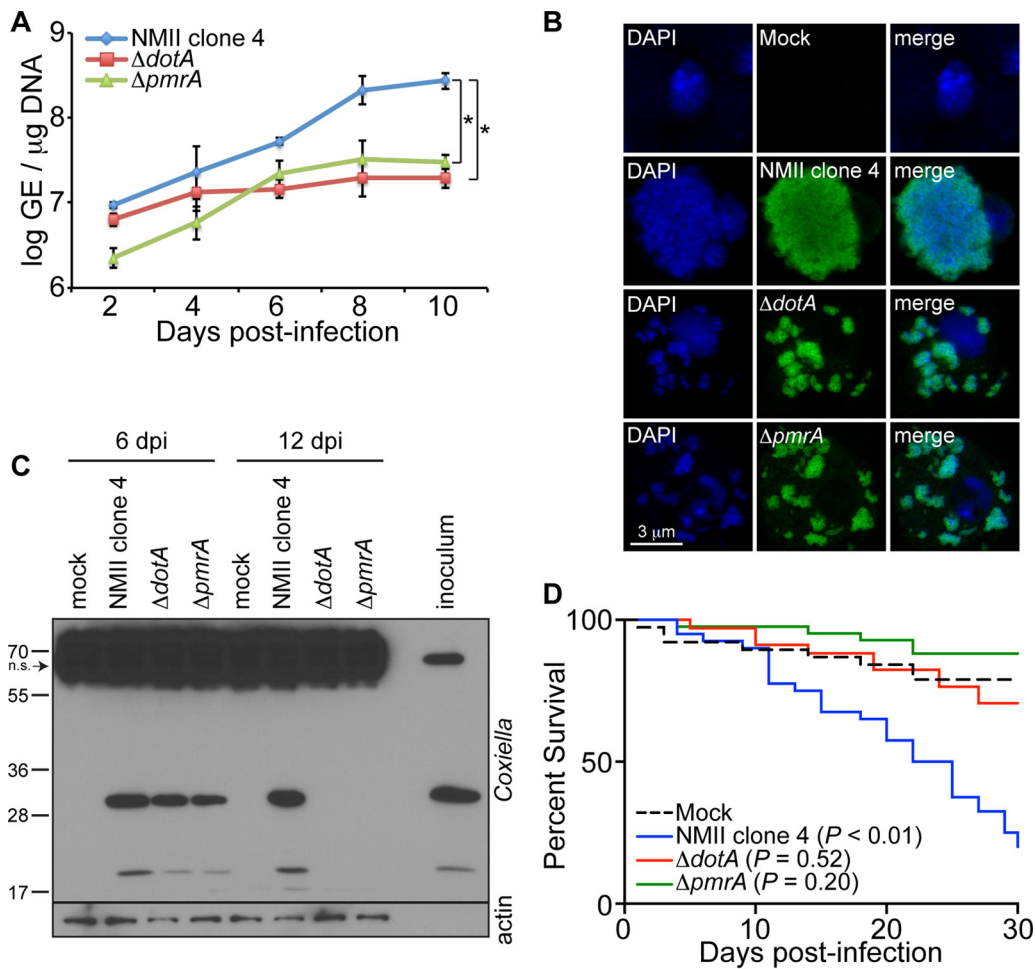 A
NMII clone 4
ΔdotA
ΔpmrA
log GE / µg DNA
9
8
7
6
*
*
2 4 6 8 10
Days post-infection
B
DAPI Mock merge
DAPI NMII clone 4 merge
DAPI ΔdotA merge
DAPI ΔpmrA merge
3 µm
C
6 dpi 12 dpi
mock
NMII clone 4
ΔdotA
ΔpmrA
mock
NMII clone 4
ΔdotA
ΔpmrA
inoculum
70
n.s.
55
36
28
17
Coxiella
actin
D
Percent Survival
100
50
0
Mock
NMII clone 4 (P < 0.01)
ΔdotA (P = 0.52)
ΔpmrA (P = 0.20)
0 10 20 30
Days post-infection